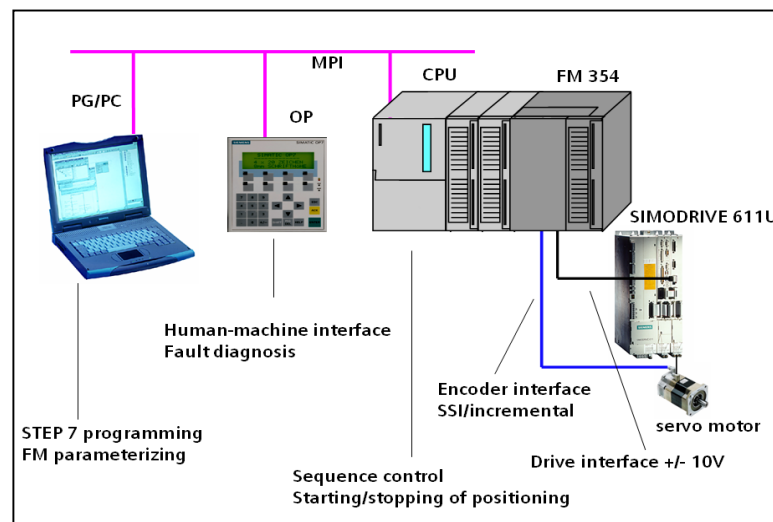 MPI
CPU
FM 354
PG/PC
OP
SIEMENS
SIMODRIVE 611U
Human-machine interface
Fault diagnosis
Encoder interface
SSI/incremental
servo motor
STEP 7 programming
FM parameterizing
Drive interface +/- 10V
Sequence control
Starting/stopping of positioning